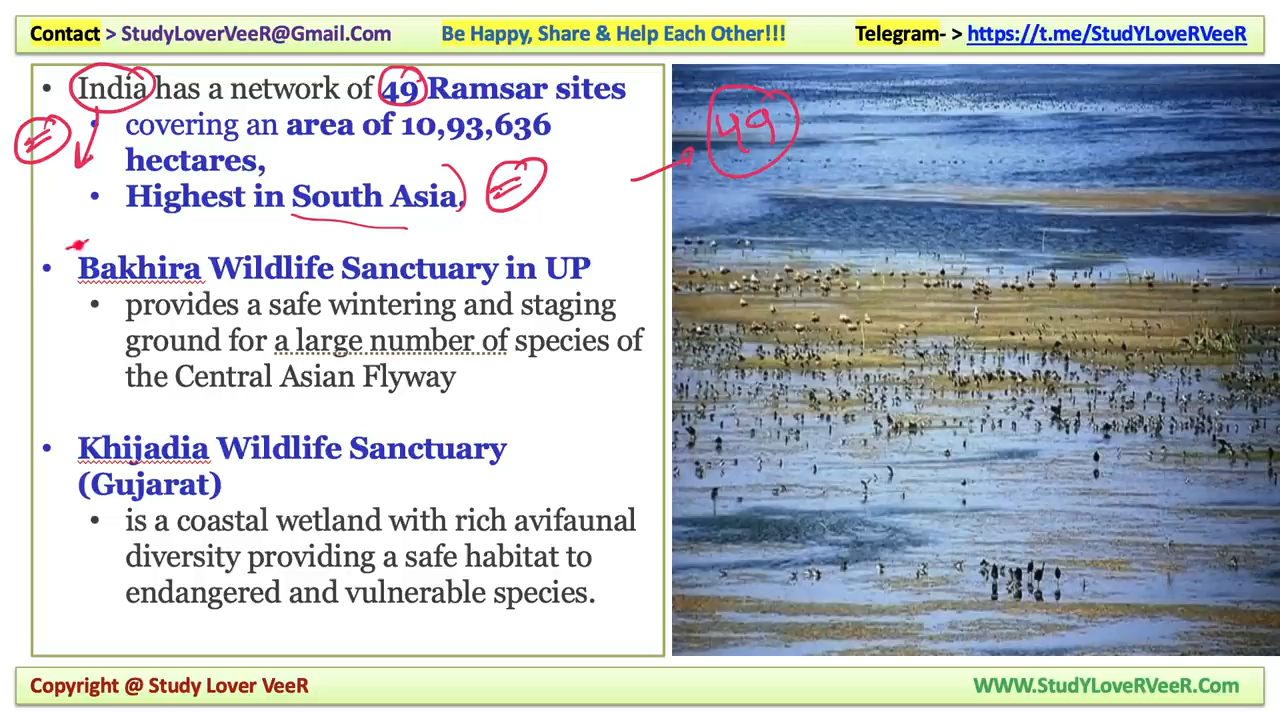 Contact > StudyLoverVeeR@Gmail.Com Be Happy, Share & Help Each Other!!! Telegram- > https://t.me/StudYLoVeRVeeR
• India has a network of 49 Ramsar sites
• covering an area of 10,93,636
hectares,
• Highest in South Asia.
49
• Bakhira Wildlife Sanctuary in UP
• provides a safe wintering and staging
ground for a large number of species of
the Central Asian Flyway
• Khijadia Wildlife Sanctuary
(Gujarat)
• is a coastal wetland with rich avifaunal
diversity providing a safe habitat to
endangered and vulnerable species.
Copyright @ Study Lover VeeR WWW.StudYLoveRVeeR.Com